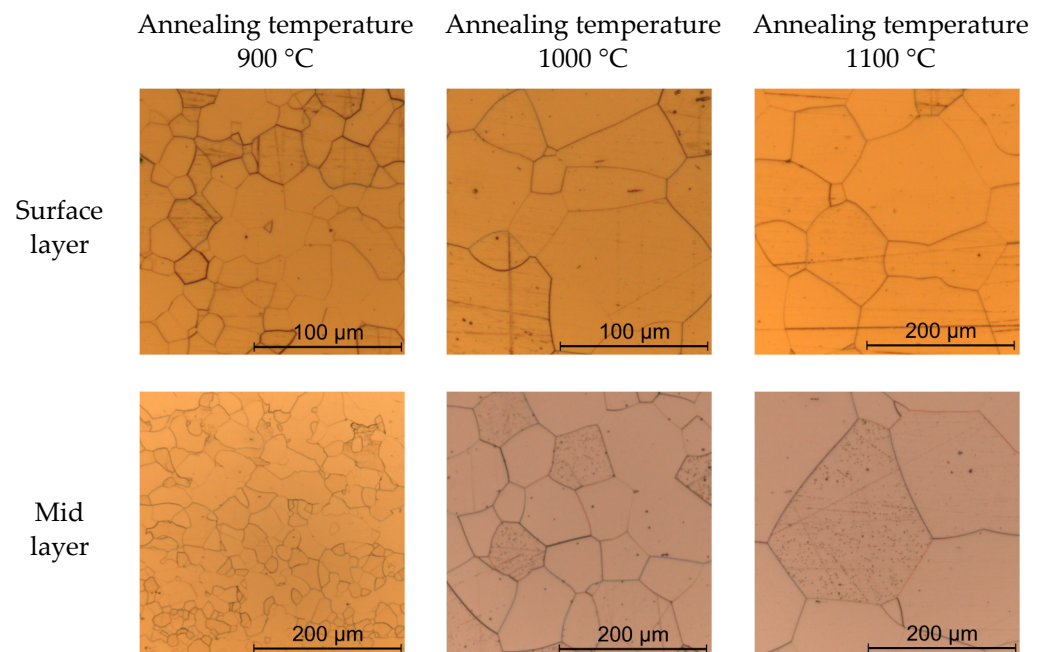 Annealing temperature
900 °C
Annealing temperature
1000 °C
Annealing temperature
1100 °C
Surface
layer
100 µm
100 µm
200 µm
Mid
layer
200 µm
200 µm
200 µm